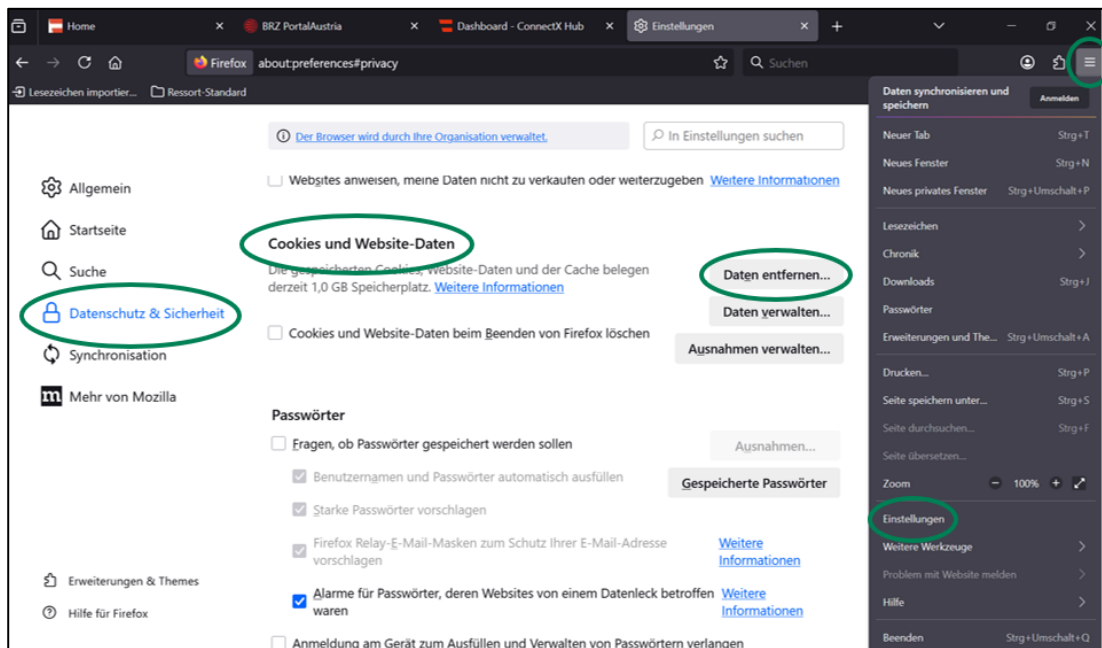 Home
BRZ PortalAustria
Dashboard - ConnectX Hub
Einstellungen
Firefox about:preferences#privacy
Suchen
Lesezeichen importier... Ressort-Standard
Der Browser wird durch Ihre Organisation verwaltet.
In Einstellungen suchen
Allgemein
Startseite
Suche
Datenschutz & Sicherheit
Synchronisation
Mehr von Mozilla
Erweiterungen & Themes
Hilfe für Firefox
Websites anweisen, meine Daten nicht zu verkaufen oder weiterzugeben Weitere Informationen
Cookies und Website-Daten
Die gespeicherten Cookies, Website-Daten und der Cache belegen
derzeit 1,0 GB Speicherplatz. Weitere Informationen
Daten entfernen...
Daten verwalten...
Cookies und Website-Daten beim Beenden von Firefox löschen
Ausnahmen verwalten...
Passwörter
Fragen, ob Passwörter gespeichert werden sollen
Ausnahmen...
Benutzernamen und Passwörter automatisch ausfüllen
Gespeicherte Passwörter
Starke Passwörter vorschlagen
Firefox Relay-E-Mail-Masken zum Schutz Ihrer E-Mail-Adresse
vorschlagen
Weitere
Informationen
Alarme für Passwörter, deren Websites von einem Datenleck betroffen
waren
Weitere
Informationen
Anmeldung am Gerät zum Ausfüllen und Verwalten von Passwörtern verlangen
Daten synchronisieren und
speichern
Anmelden
Neuer Tab Strg+T
Neues Fenster Strg+N
Neues privates Fenster Strg+Umschalt+P
Lesezeichen
Chronik
Downloads Strg+J
Passwörter
Erweiterungen und The... Strg+Umschalt+A
Drucken... Strg+P
Seite speichern unter... Strg+S
Seite durchsuchen... Strg+F
Seite übersetzen...
Zoom − 100% +
Einstellungen
Weitere Werkzeuge
Problem mit Website melden
Hilfe
Beenden Strg+Umschalt+Q